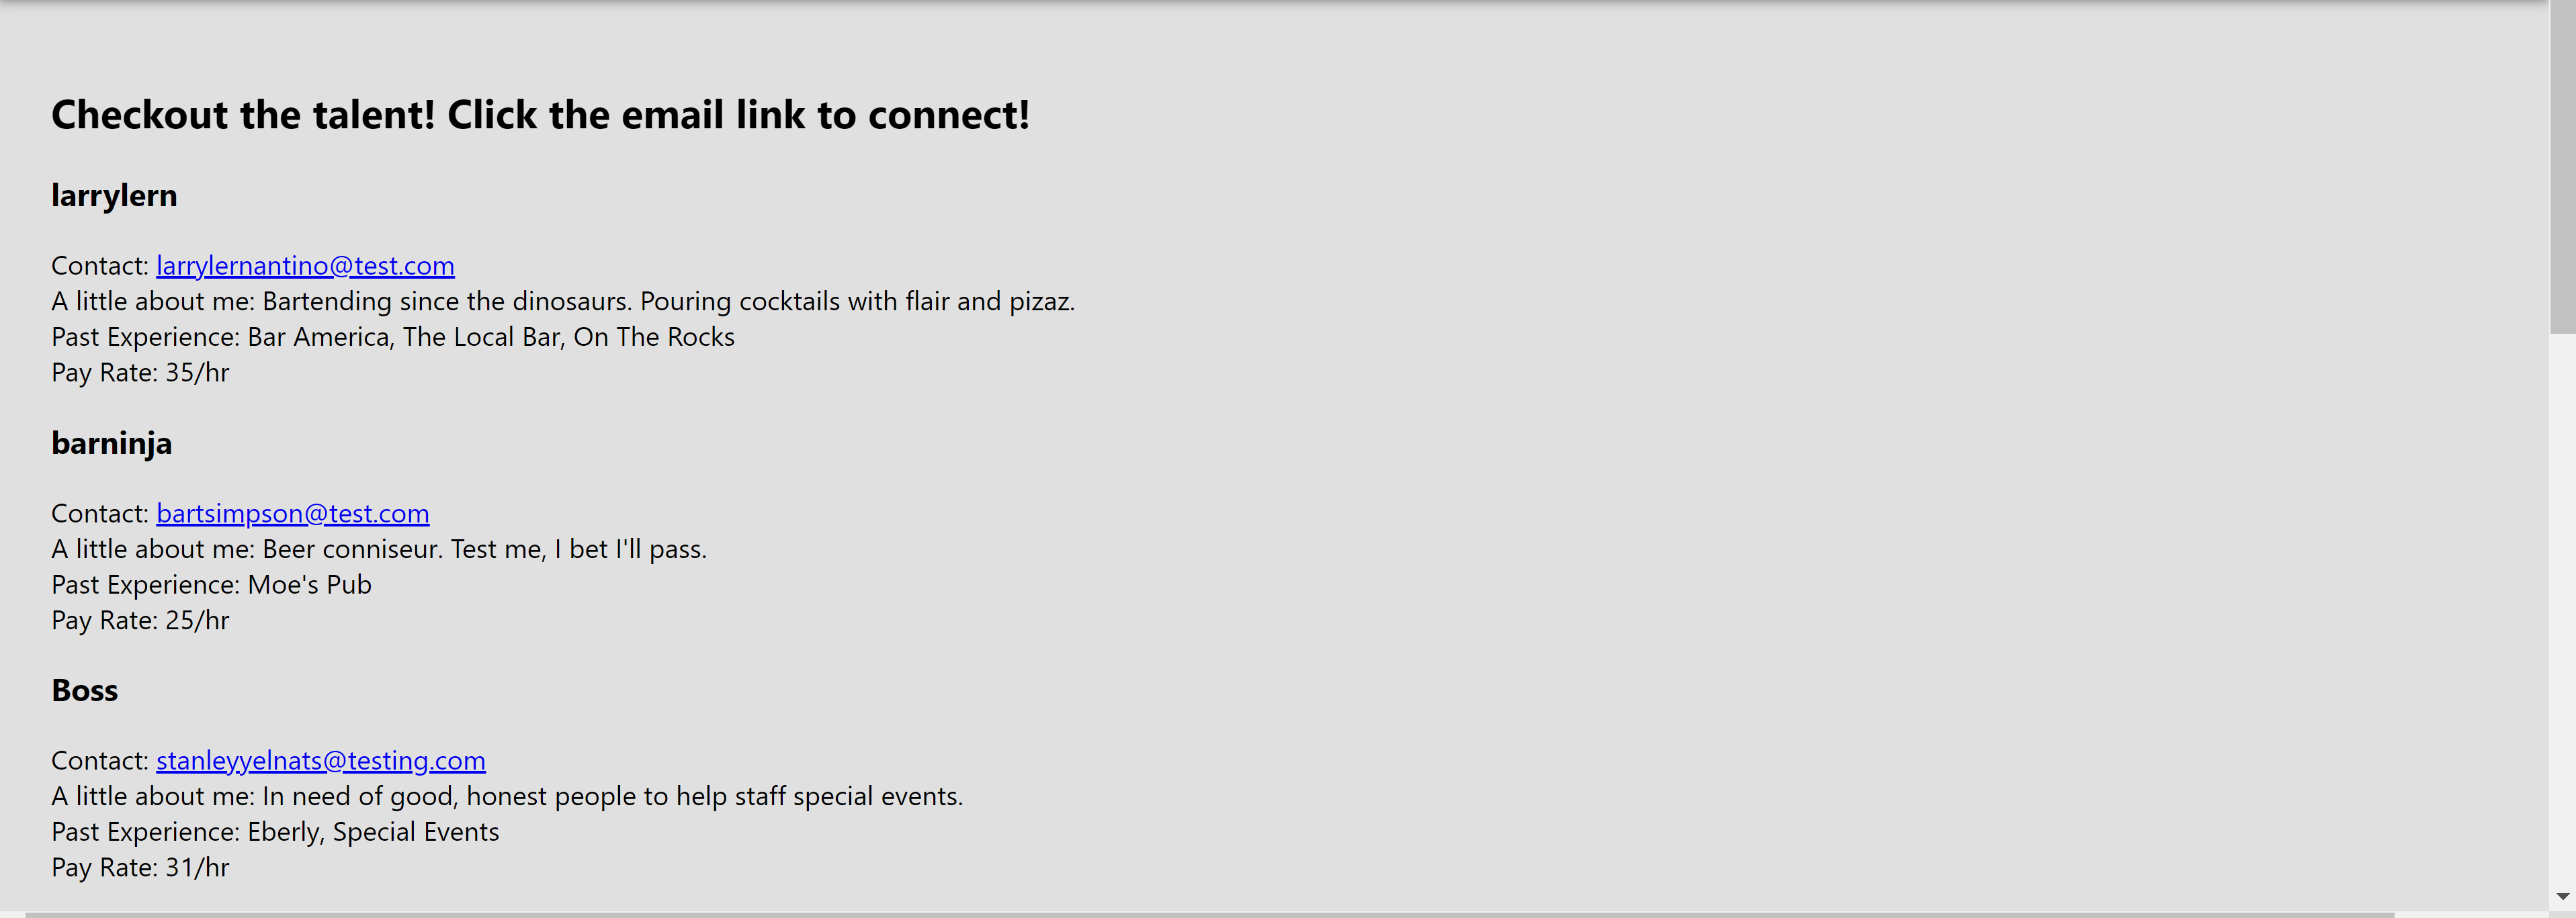 Checkout the talent! Click the email link to connect!
larrylern
Contact: larrylernantino@test.com
A little about me: Bartending since the dinosaurs. Pouring cocktails with flair and pizaz.
Past Experience: Bar America, The Local Bar, On The Rocks
Pay Rate: 35/hr
barninja
Contact: bartsimpson@test.com
A little about me: Beer conniseur. Test me, I bet I'll pass.
Past Experience: Moe's Pub
Pay Rate: 25/hr
Boss
Contact: stanleyyelnats@testing.com
A little about me: In need of good, honest people to help staff special events.
Past Experience: Eberly, Special Events
Pay Rate: 31/hr